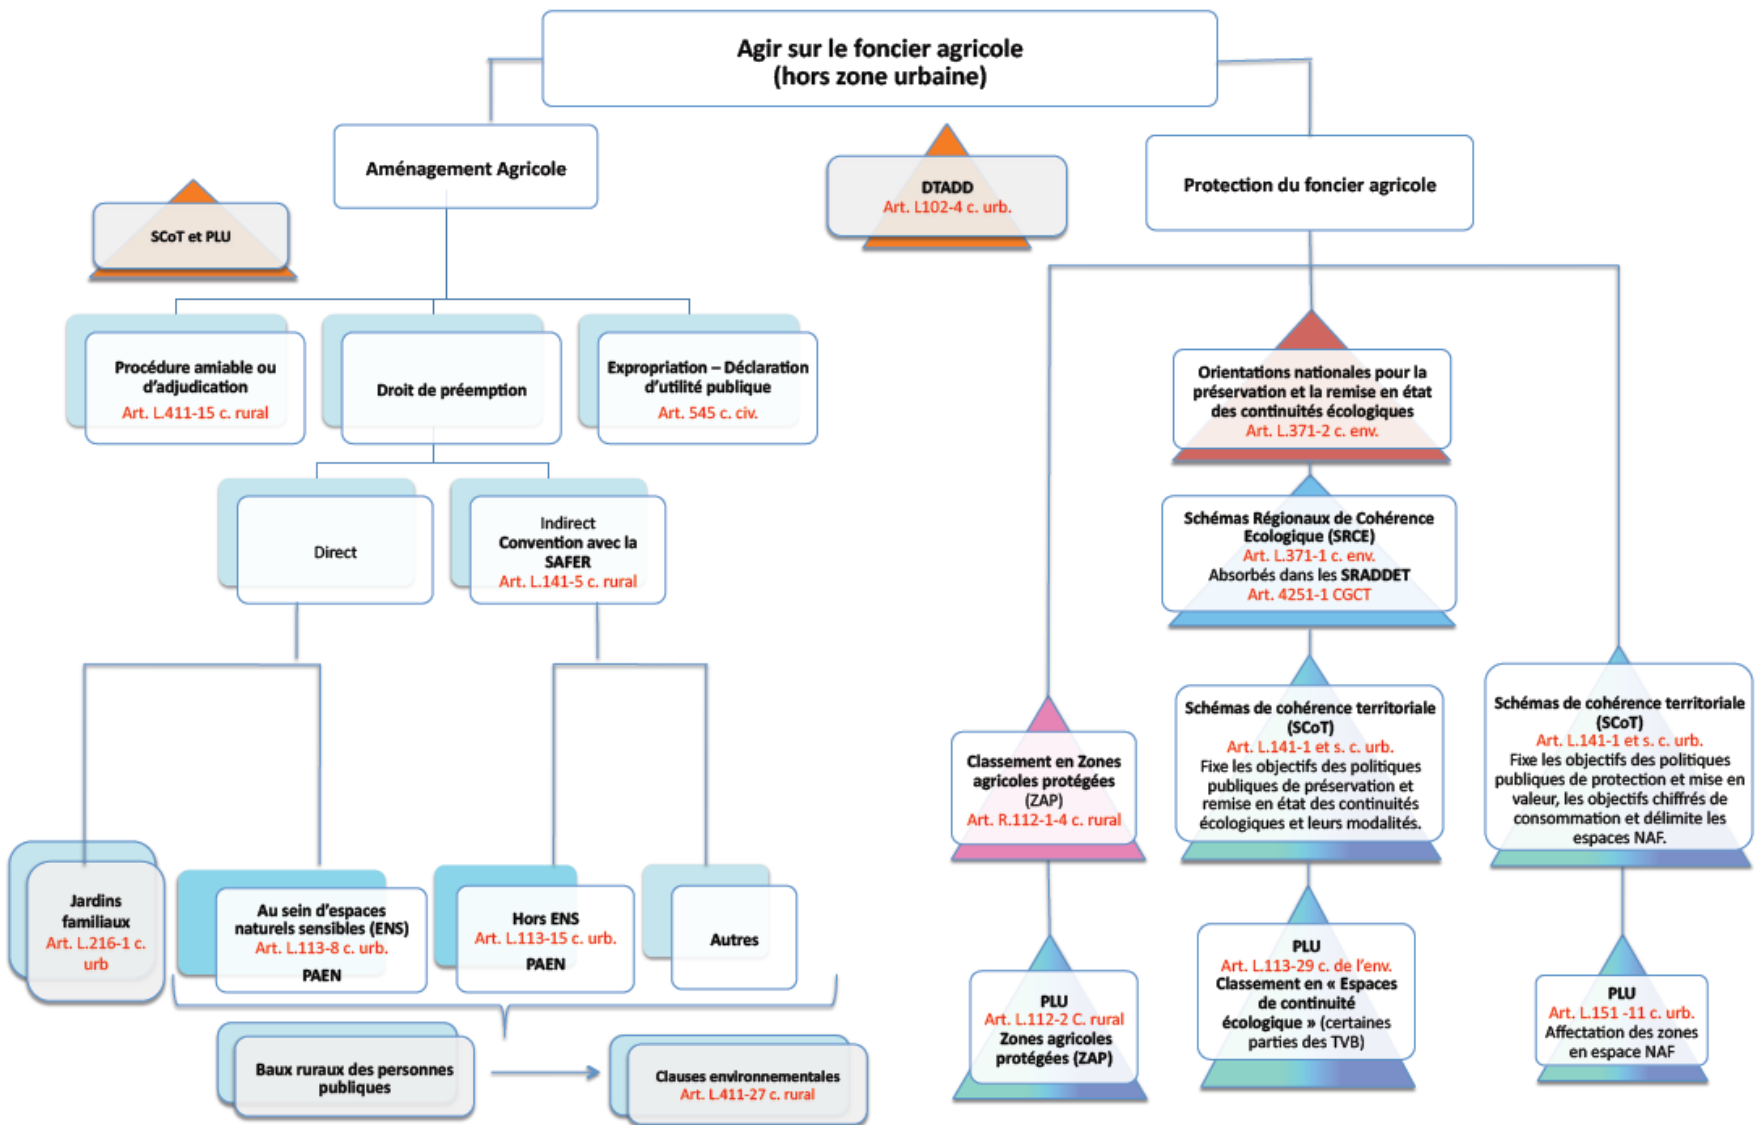 Agir sur le foncier agricole
(hors zone urbaine)
Aménagement Agricole
DTADD
Art. L102-4 c. urb.
Protection du foncier agricole
SCoT et PLU
Procédure amiable ou
d'adjudication
Art. L.411-15 c. rural
Droit de préemption
Expropriation – Déclaration
d'utilité publique
Art. 545 c. civ.
Direct
Indirect
Convention avec la
SAFER
Art. L.141-5 c. rural
Jardins
familiaux
Art. L.216-1 c.
urb
Au sein d'espaces
naturels sensibles (ENS)
Art. L.113-8 c. urb.
PAEN
Hors ENS
Art. L.113-15 c. urb.
PAEN
Autres
Baux ruraux des personnes
publiques
Clauses environnementales
Art. L.411-27 c. rural
Orientations nationales pour la
préservation et la remise en état
des continuités écologiques
Art. L.371-2 c. env.
Schémas Régionaux de Cohérence
Ecologique (SRCE)
Art. L.371-1 c. env.
Absorbés dans les SRADDET
Art. 4251-1 CGCT
Classement en Zones
agricoles protégées
(ZAP)
Art. R.112-1-4 c. rural
Schémas de cohérence territoriale
(SCoT)
Art. L.141-1 et s. c. urb.
Fixe les objectifs des politiques
publiques de préservation et
remise en état des continuités
écologiques et leurs modalités.
Schémas de cohérence territoriale
(SCoT)
Art. L.141-1 et s. c. urb.
Fixe les objectifs des politiques
publiques de protection et mise en
valeur, les objectifs chiffrés de
consommation et délimite les
espaces NAF.
PLU
Art. L.112-2 C. rural
Zones agricoles
protégées (ZAP)
PLU
Art. L.113-29 c. de l'env.
Classement en « Espaces
de continuité
écologique » (certaines
parties des TVB)
PLU
Art. L.151 -11 c. urb.
Affectation des zones
en espace NAF